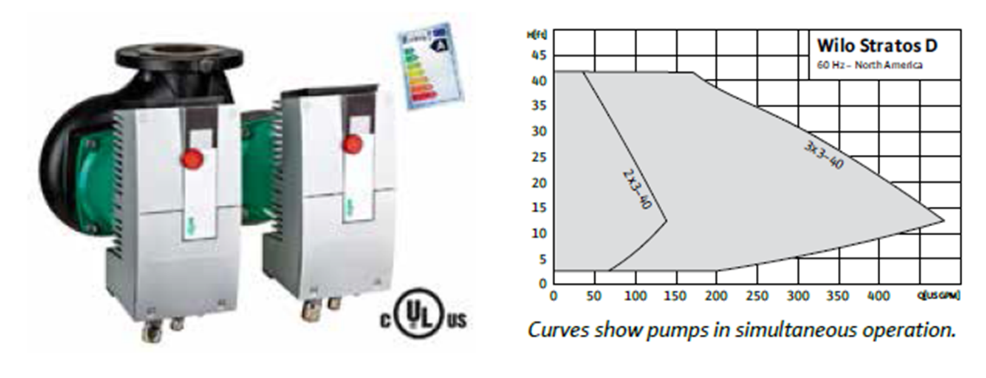 A
C UL US
H[ft]
45
40
35
30
25
20
15
10
5
0
Wilo Stratos D
60 Hz – North America
2x3-40
3x3-40
0 50 100 150 200 250 300 350 400 Q[US GPM]
Curves show pumps in simultaneous operation.